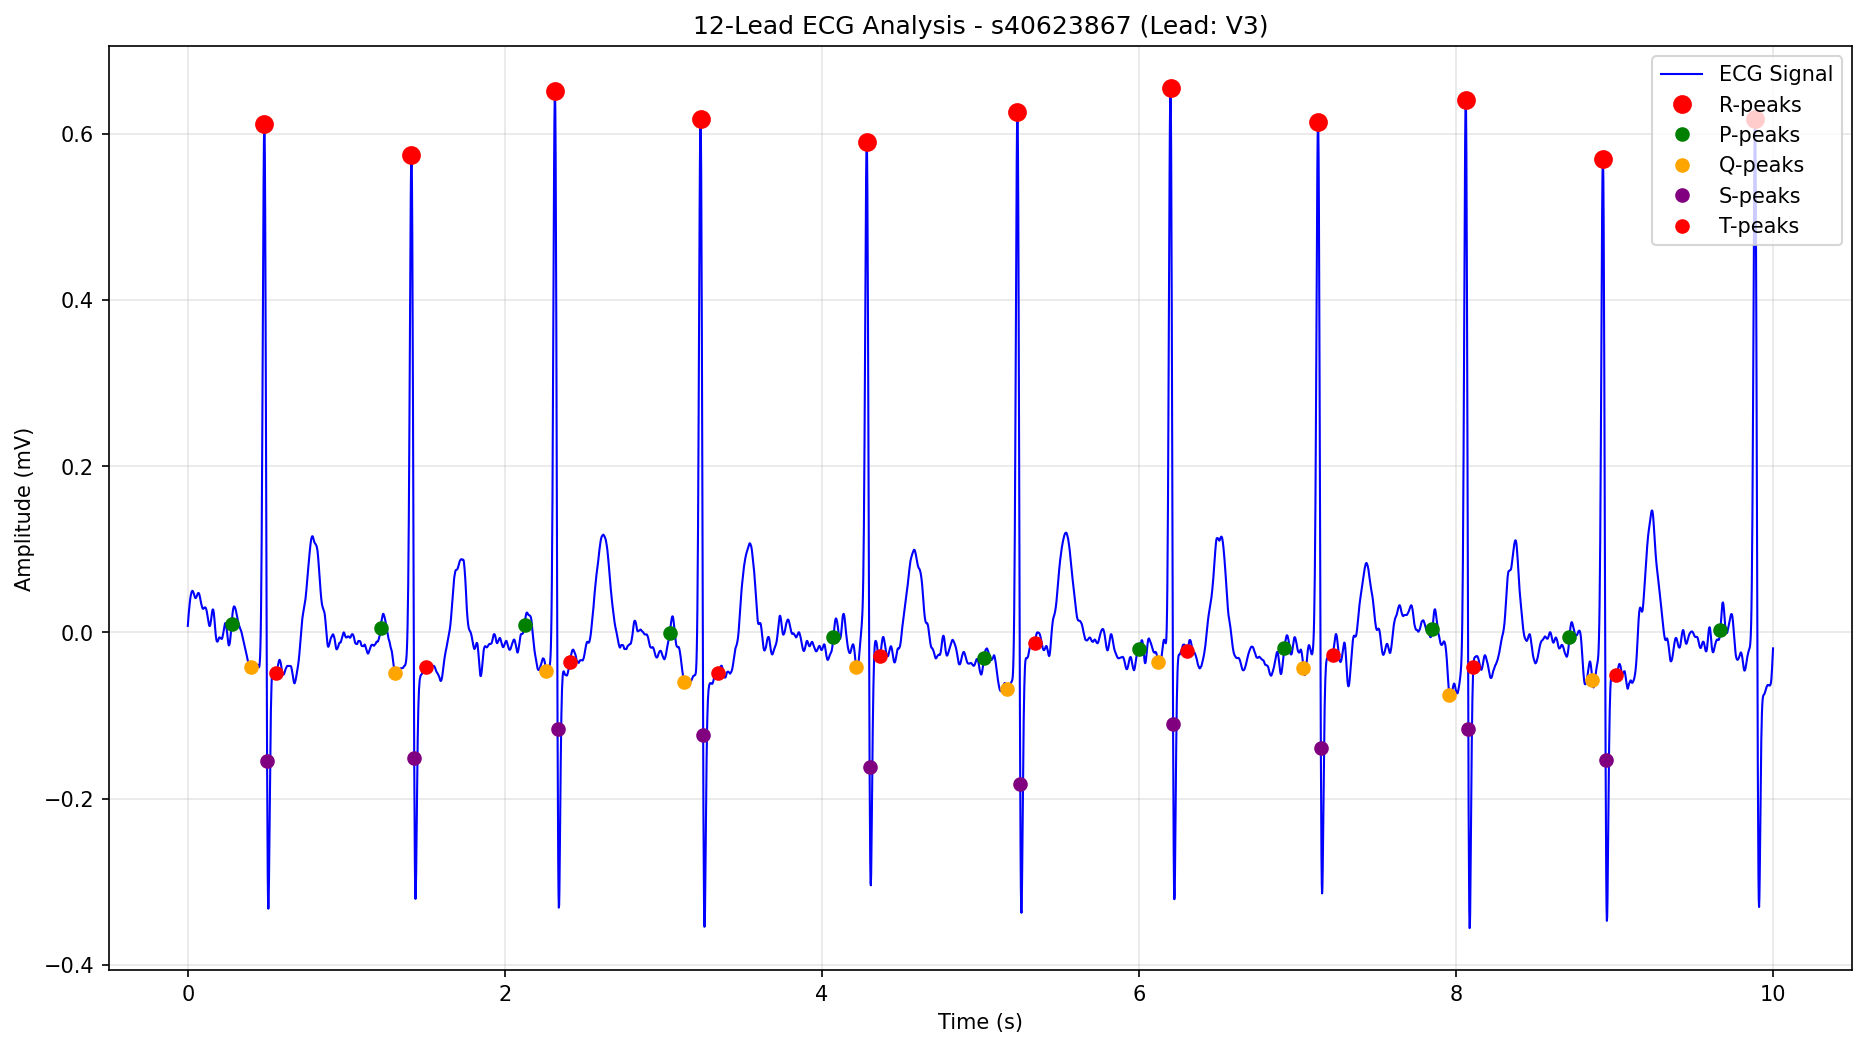 12-Lead ECG Analysis - s40623867 (Lead: V3)
ECG Signal
R-peaks
P-peaks
Q-peaks
S-peaks
T-peaks
Amplitude (mV)
0.6
0.4
0.2
0.0
−0.2
−0.4
0 2 4 6 8 10
Time (s)